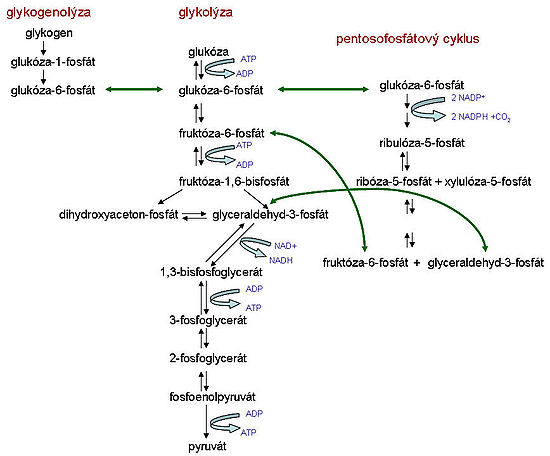 glykogenolýza
glykogen
glukóza-1-fosfát
glukóza-6-fosfát
glykolýza
glukóza
ATP
ADP
glukóza-6-fosfát
fruktóza-6-fosfát
ATP
ADP
fruktóza-1,6-bisfosfát
dihydroxyaceton-fosfát
glyceraldehyd-3-fosfát
NAD+
NADH
1,3-bisfosfoglycerát
ADP
ATP
3-fosfoglycerát
2-fosfoglycerát
fosfoenolpyruvát
ADP
ATP
pyruvát
pentosofosfátový cyklus
glukóza-6-fosfát
2 NADP+
2 NADPH +CO2
ribulóza-5-fosfát
ribóza-5-fosfát + xylulóza-5-fosfát
fruktóza-6-fosfát + glyceraldehyd-3-fosfát